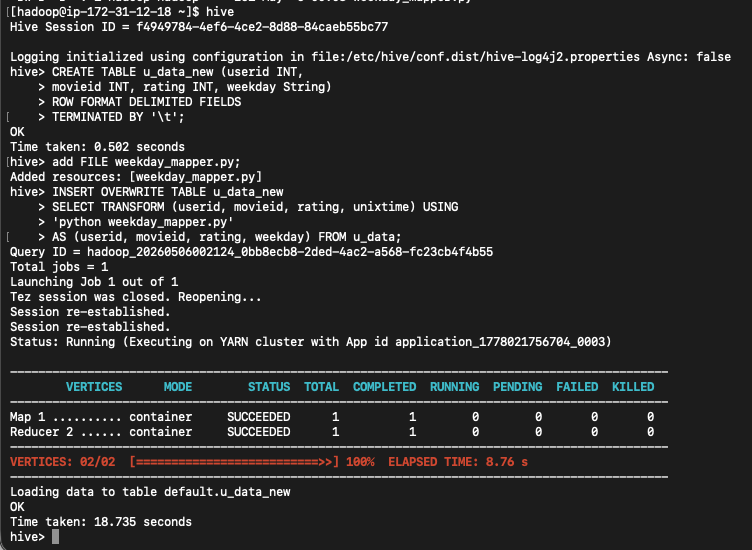 [[hadoop@ip-172-31-12-18 ~]$ hive
Hive Session ID = f4949784-4ef6-4ce2-8d88-84caeb55bc77
Logging initialized using configuration in file:/etc/hive/conf.dist/hive-log4j2.properties Async: false
hive> CREATE TABLE u_data_new (userid INT,
    > movieid INT, rating INT, weekday String)
    > ROW FORMAT DELIMITED FIELDS
[    > TERMINATED BY '\t';
OK
Time taken: 0.502 seconds
[hive> add FILE weekday_mapper.py;
Added resources: [weekday_mapper.py]
hive> INSERT OVERWRITE TABLE u_data_new
    > SELECT TRANSFORM (userid, movieid, rating, unixtime) USING
    > 'python weekday_mapper.py'
[    > AS (userid, movieid, rating, weekday) FROM u_data;
Query ID = hadoop_20260506002124_0bb8ecb8-2ded-4ac2-a568-fc23cb4f4b55
Total jobs = 1
Launching Job 1 out of 1
Tez session was closed. Reopening...
Session re-established.
Session re-established.
Status: Running (Executing on YARN cluster with App id application_1778021756704_0003)
----------------------------------------------------------------------------------------------
        VERTICES      MODE        STATUS  TOTAL  COMPLETED  RUNNING  PENDING  FAILED  KILLED
----------------------------------------------------------------------------------------------
Map 1 .......... container     SUCCEEDED      1          1        0        0       0       0
Reducer 2 ...... container     SUCCEEDED      1          1        0        0       0       0
----------------------------------------------------------------------------------------------
VERTICES: 02/02  [==========================>>] 100%  ELAPSED TIME: 8.76 s
----------------------------------------------------------------------------------------------
Loading data to table default.u_data_new
OK
Time taken: 18.735 seconds
hive>